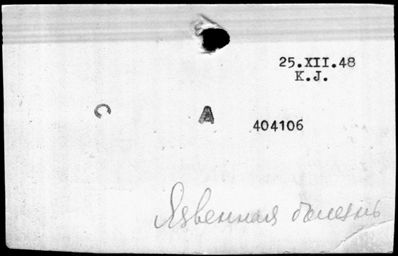 25.XII.48
K.J.
C A
404106
Язвенная болезнь